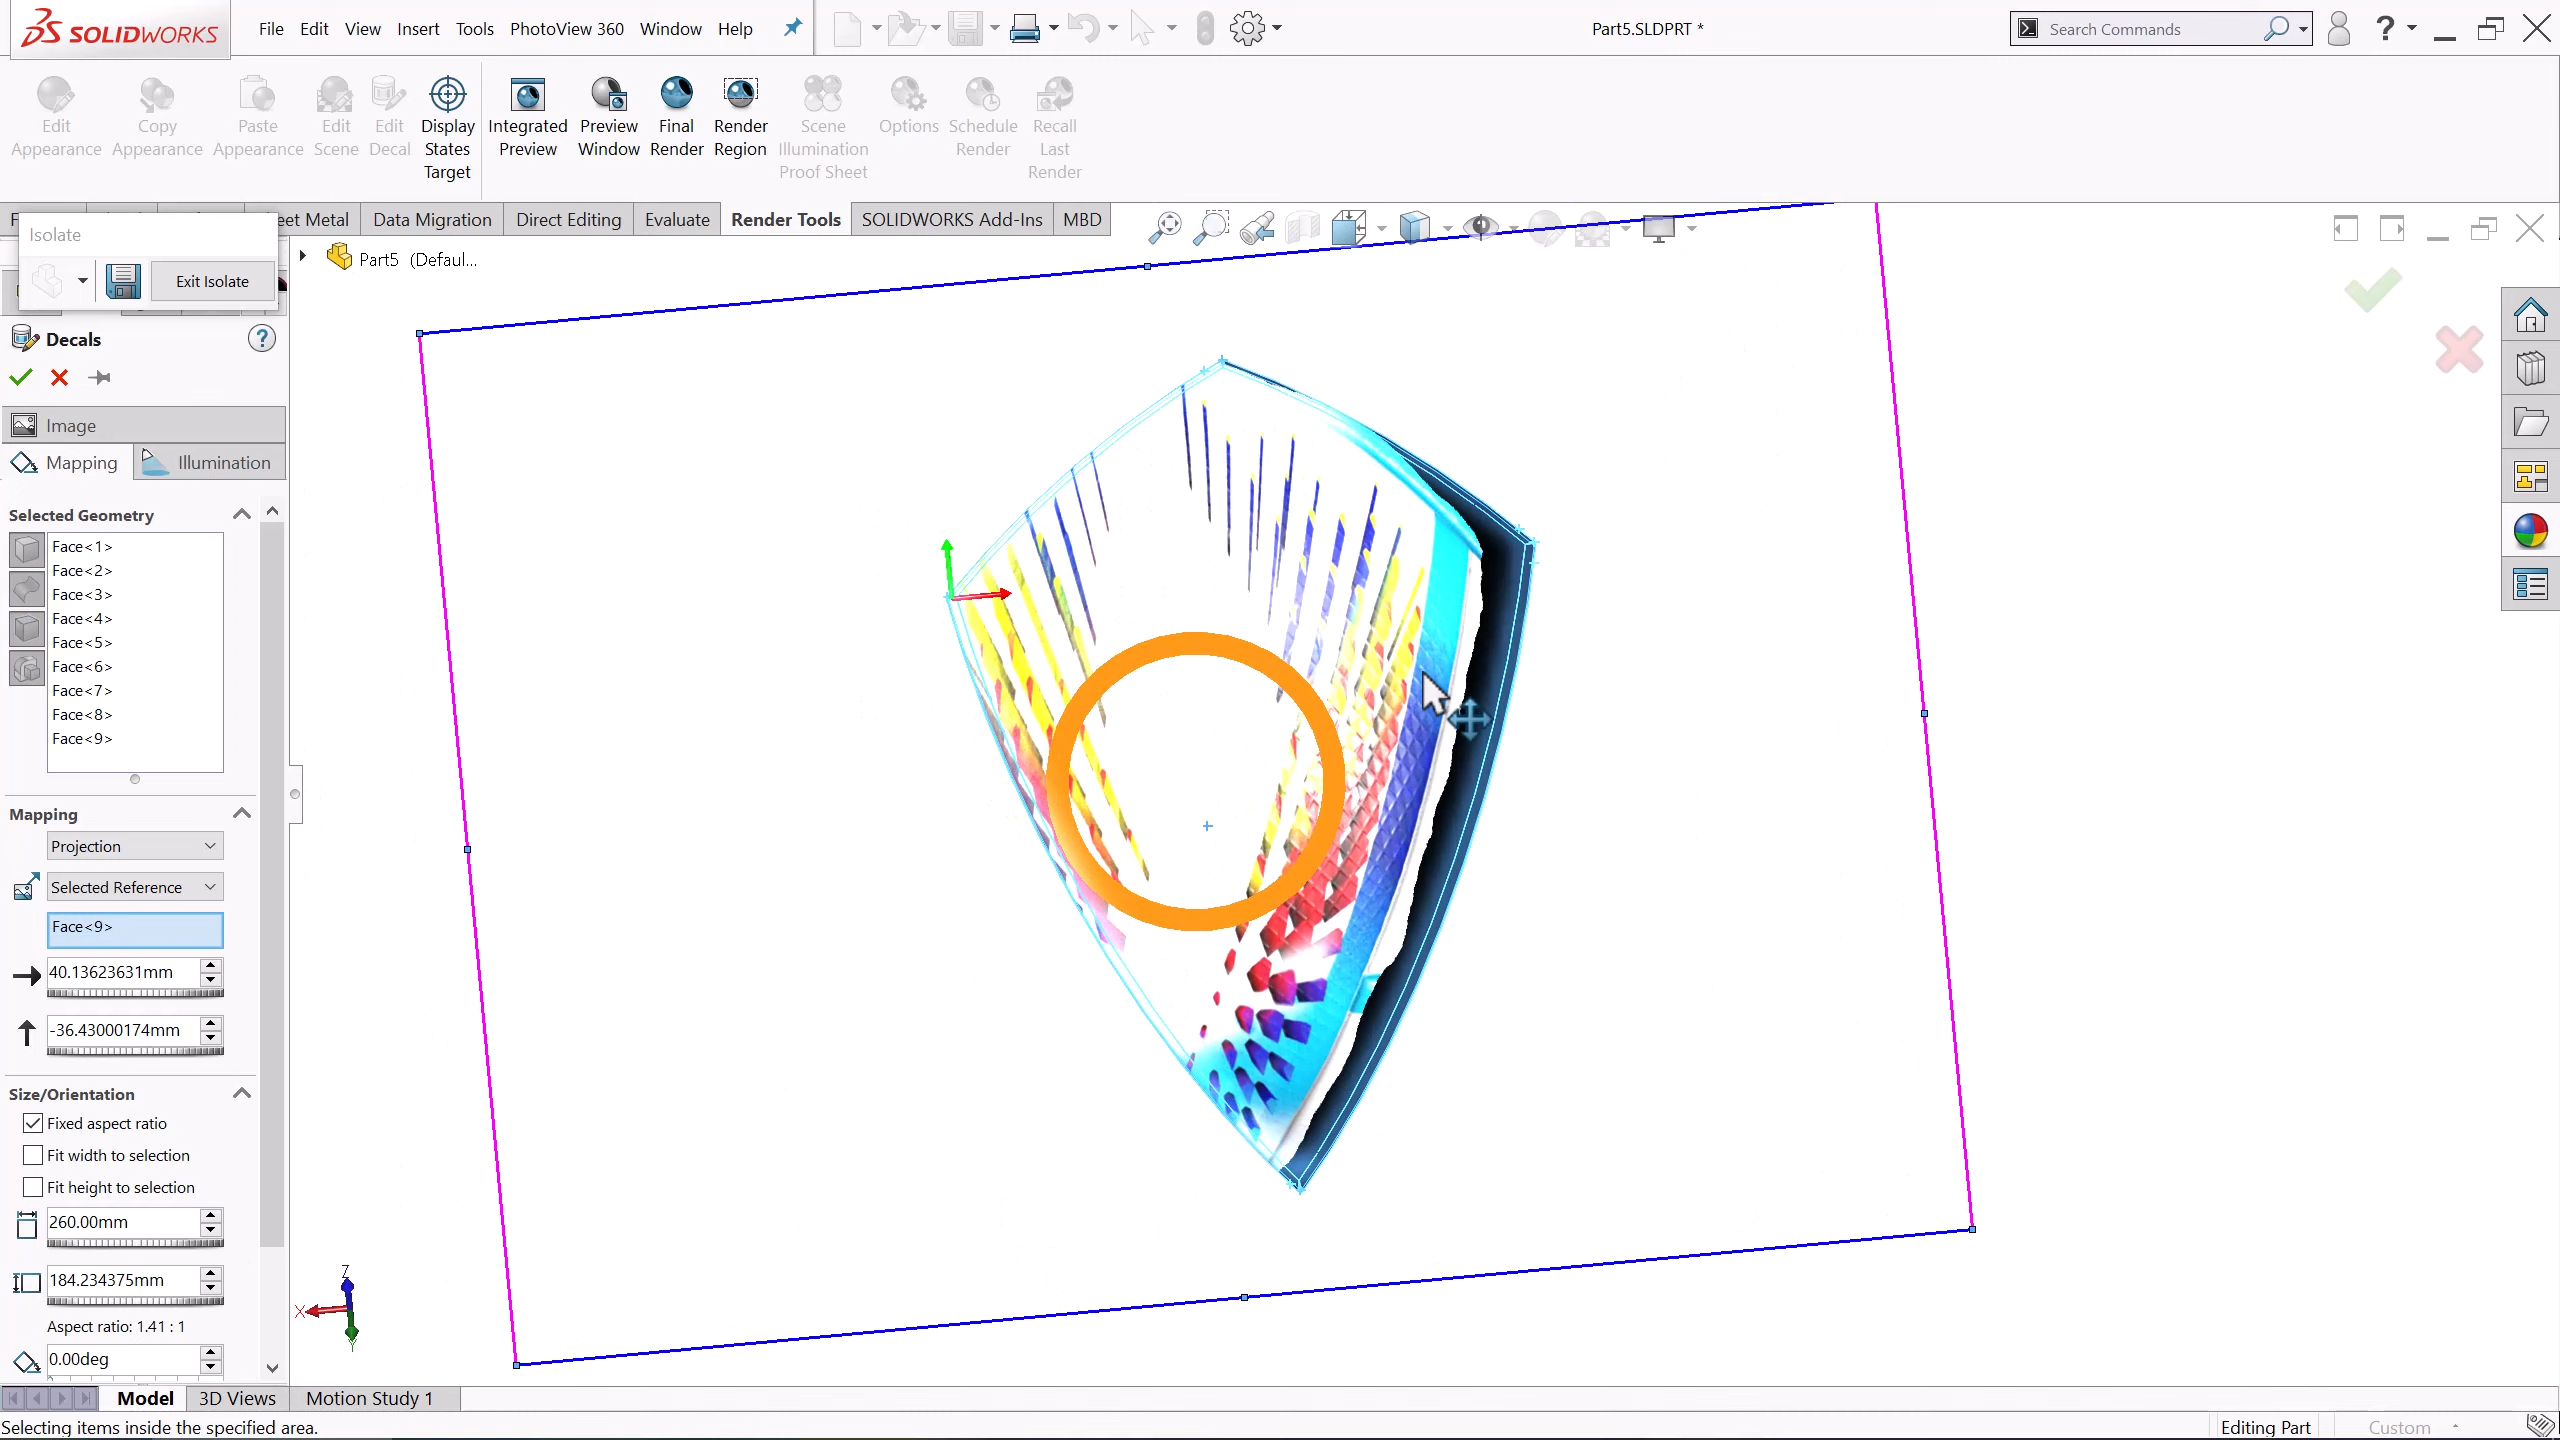 SOLIDWORKS File Edit View Insert Tools PhotoView 360 Window Help Part5.SLDPRT * Search Commands
Edit Appearance
Copy Appearance
Paste Appearance
Edit Scene
Edit Decal
Display States Target
Integrated Preview
Preview Window
Final Render
Render Region
Scene Illumination Proof Sheet
Options
Schedule Render
Recall Last Render
F eet Metal Data Migration Direct Editing Evaluate Render Tools SOLIDWORKS Add-Ins MBD
Isolate
Exit Isolate
Part5 (Defaul...
Decals
Image
Mapping Illumination
Selected Geometry
Face<1>
Face<2>
Face<3>
Face<4>
Face<5>
Face<6>
Face<7>
Face<8>
Face<9>
Mapping
Projection
Selected Reference
Face<9>
40.13623631mm
-36.43000174mm
Size/Orientation
Fixed aspect ratio
Fit width to selection
Fit height to selection
260.00mm
184.234375mm
Aspect ratio: 1.41 : 1
0.00deg
Z
X
Y
Model 3D Views Motion Study 1
Selecting items inside the specified area. Editing Part Custom